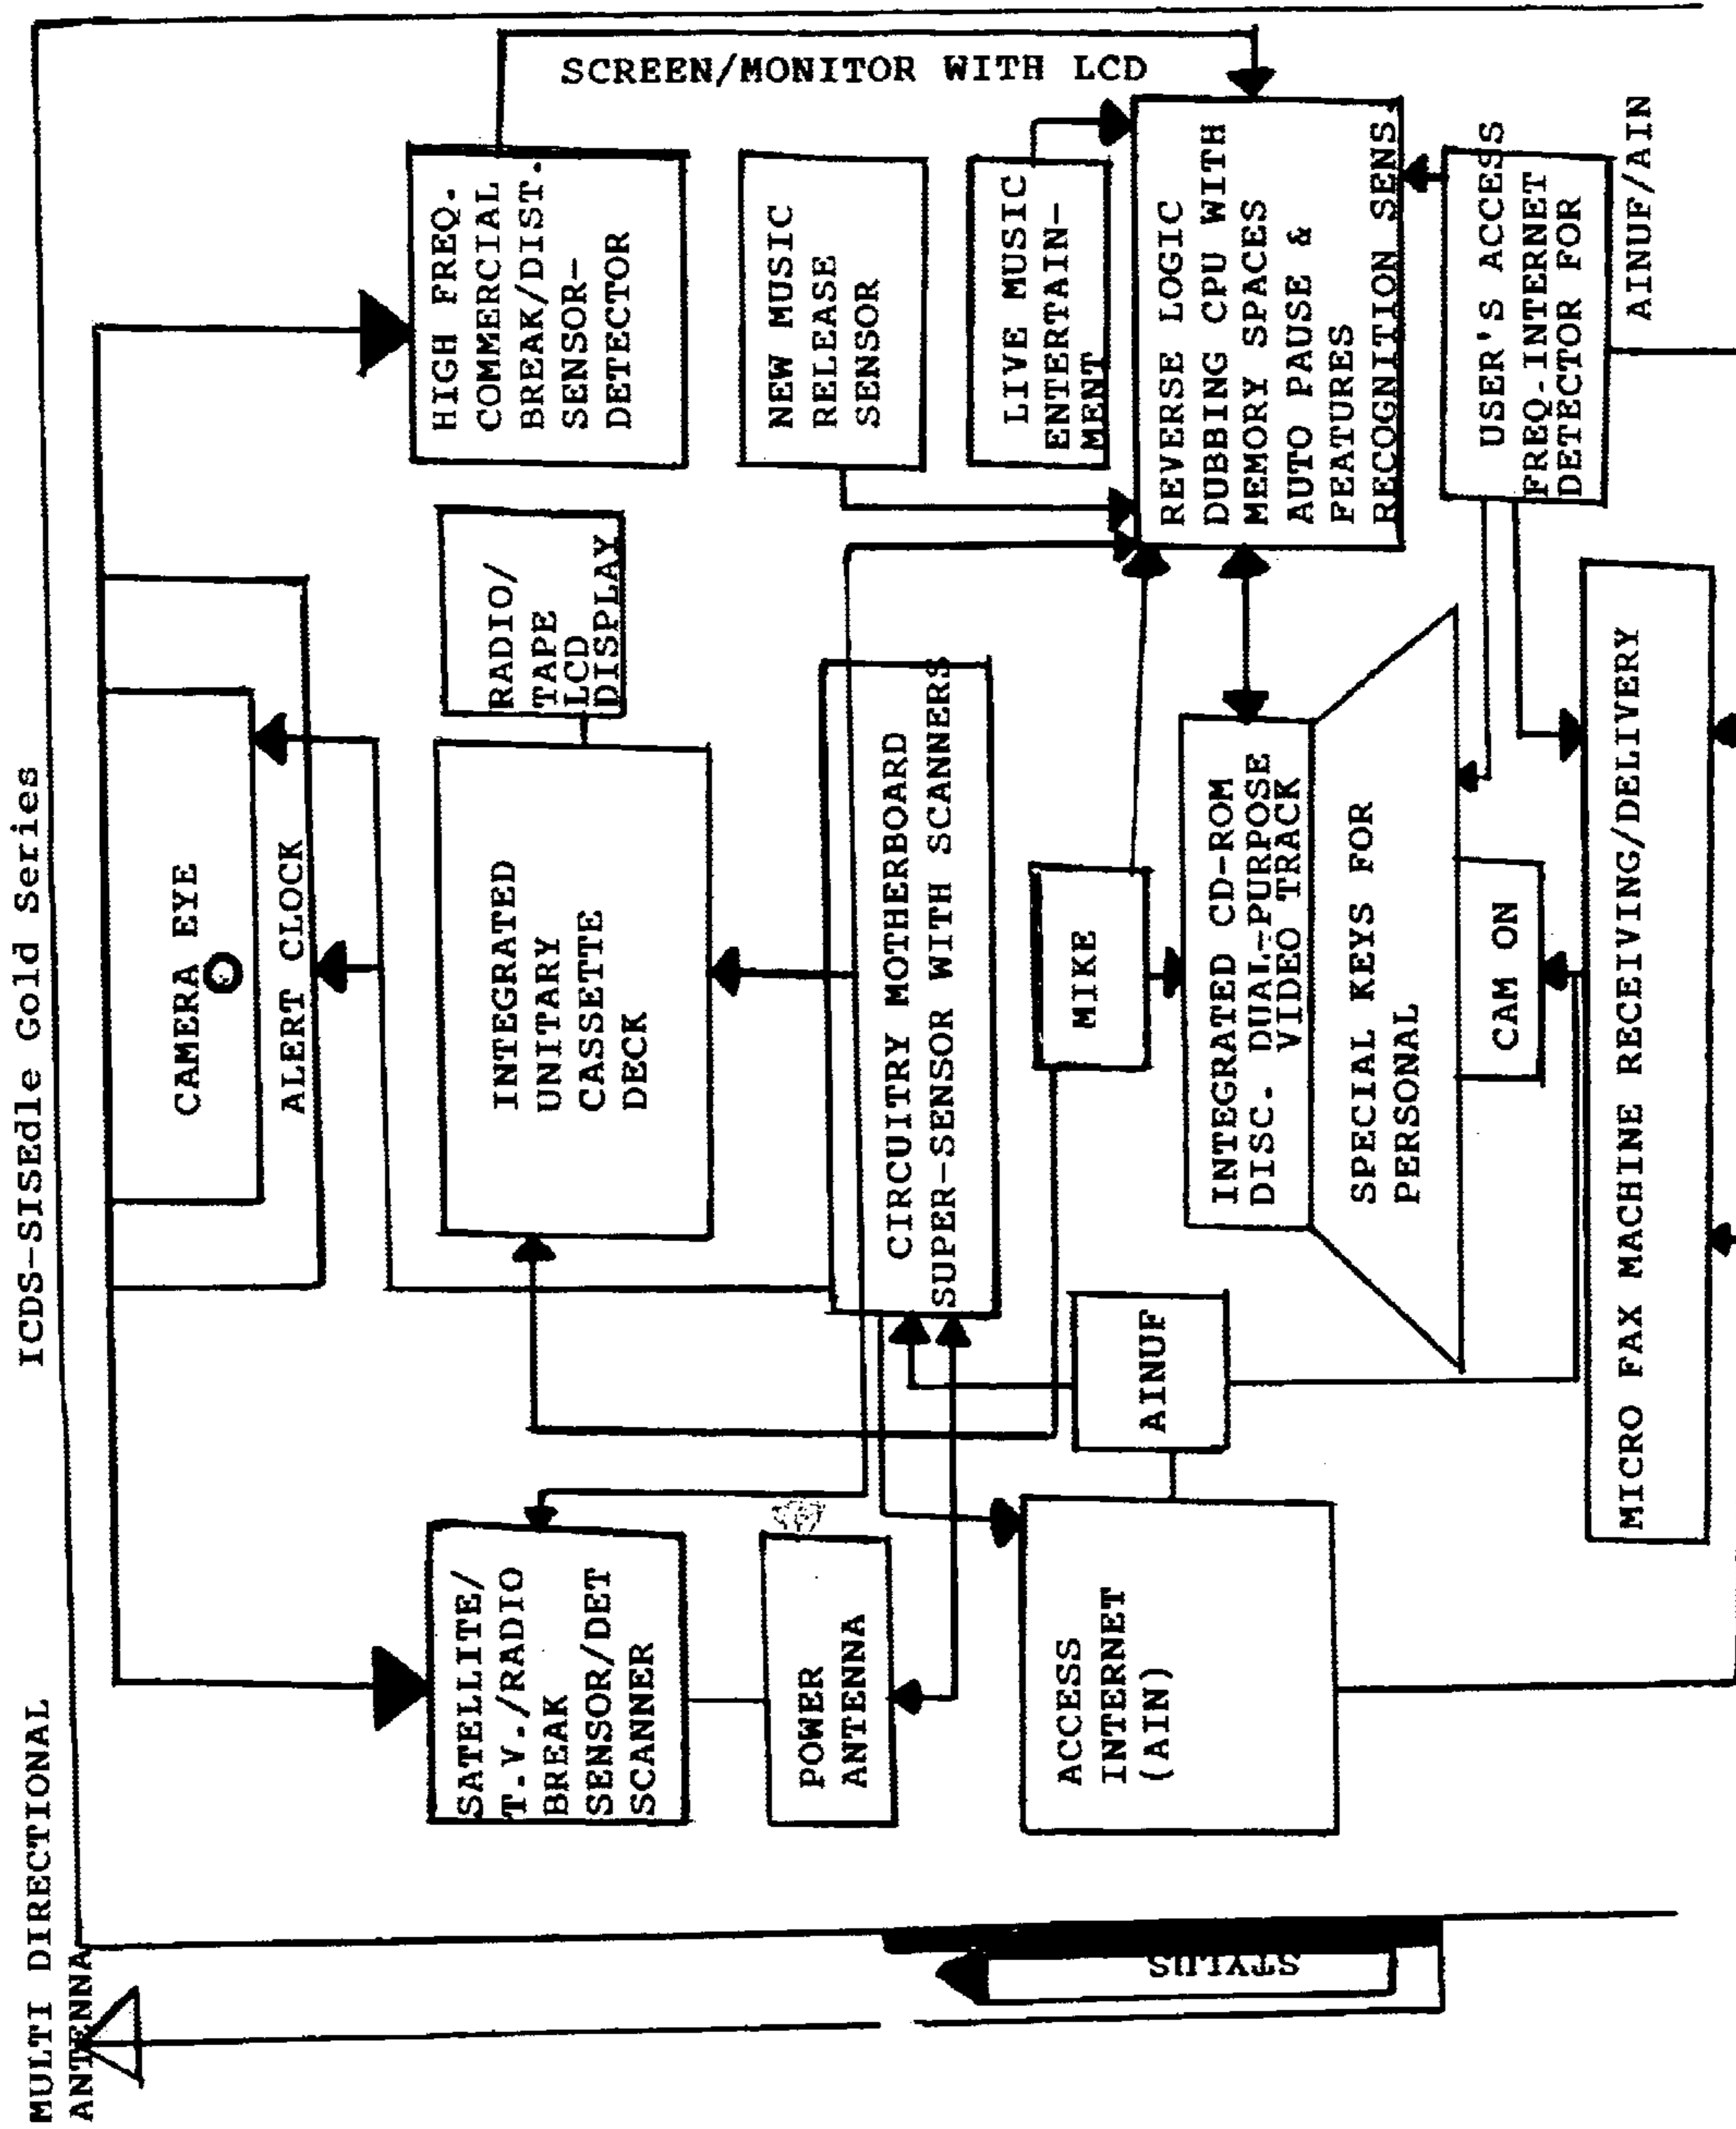 ICDS-SISEdle Gold Series
MULTI DIRECTIONAL
ANTENNA
CAMERA EYE
ALERT CLOCK
SATELLITE/
T.V./RADIO
BREAK
SENSOR/DET
SCANNER
INTEGRATED
UNITARY
CASSETTE
DECK
RADIO/
TAPE
LCD
DISPLAY
HIGH FREQ.
COMMERCIAL
BREAK/DIST.
SENSOR-
DETECTOR
SCREEN/MONITOR WITH LCD
POWER
ANTENNA
CIRCUITRY MOTHERBOARD
SUPER-SENSOR WITH SCANNERS
NEW MUSIC
RELEASE
SENSOR
LIVE MUSIC
ENTERTAIN-
MENT
ACCESS
INTERNET
(AIN)
AINUF
MIKE
INTEGRATED CD-ROM
DISC. DUAL-PURPOSE
VIDEO TRACK
SPECIAL KEYS FOR
PERSONAL
CAM ON
REVERSE LOGIC
DUBBING CPU WITH
MEMORY SPACES
AUTO PAUSE &
FEATURES
RECOGNITION SENS.
USER'S ACCESS
FREQ-INTERNET
DETECTOR FOR
AINUF/AIN
MICRO FAX MACHINE RECEIVING/DELIVERY
STYLUS